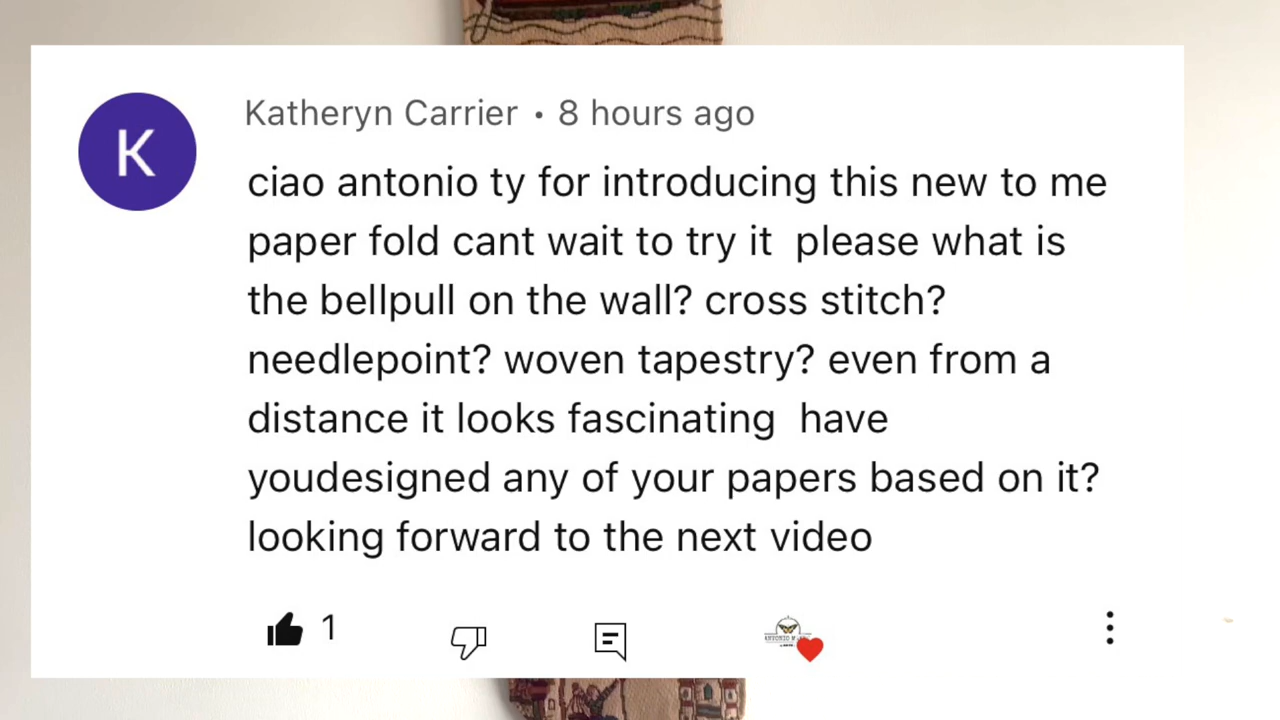 K
Katheryn Carrier • 8 hours ago
ciao antonio ty for introducing this new to me
paper fold cant wait to try it  please what is
the bellpull on the wall? cross stitch?
needlepoint? woven tapestry? even from a
distance it looks fascinating  have
youdesigned any of your papers based on it?
looking forward to the next video
1